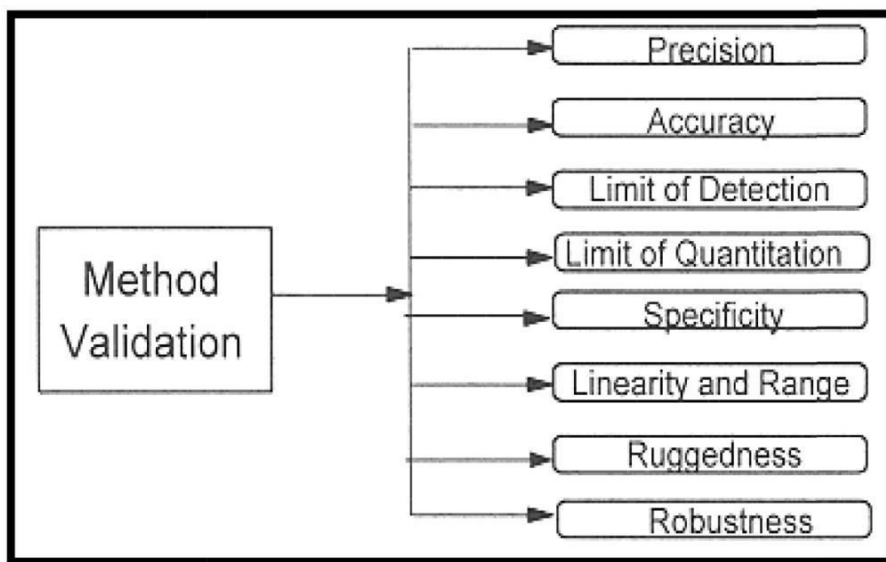 Method
Validation
Precision
Accuracy
Limit of Detection
Limit of Quantitation
Specificity
Linearity and Range
Ruggedness
Robustness